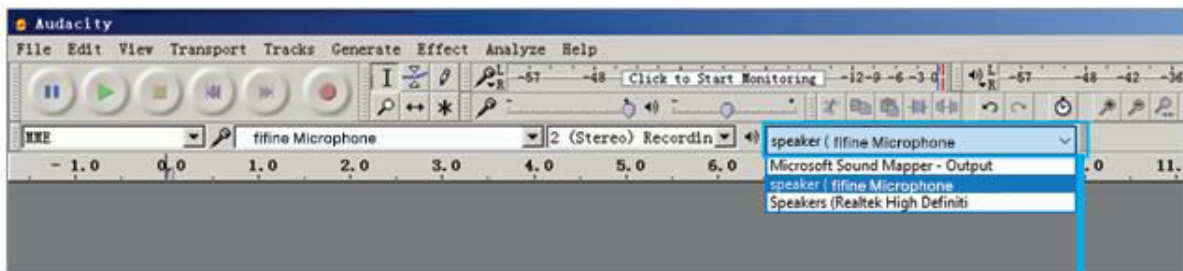 Audacity
File Edit View Transport Tracks Generate Effect Analyze Help
L R -57 -48 Click to Start Monitoring -12 -9 -6 -3 0 L R -57 -48 -42 -36
MME fifine Microphone 2 (Stereo) Recordin speaker ( fifine Microphone
- 1.0 0.0 1.0 2.0 3.0 4.0 5.0 6.0 .0 11.
Microsoft Sound Mapper - Output
speaker ( fifine Microphone
Speakers (Realtek High Definiti